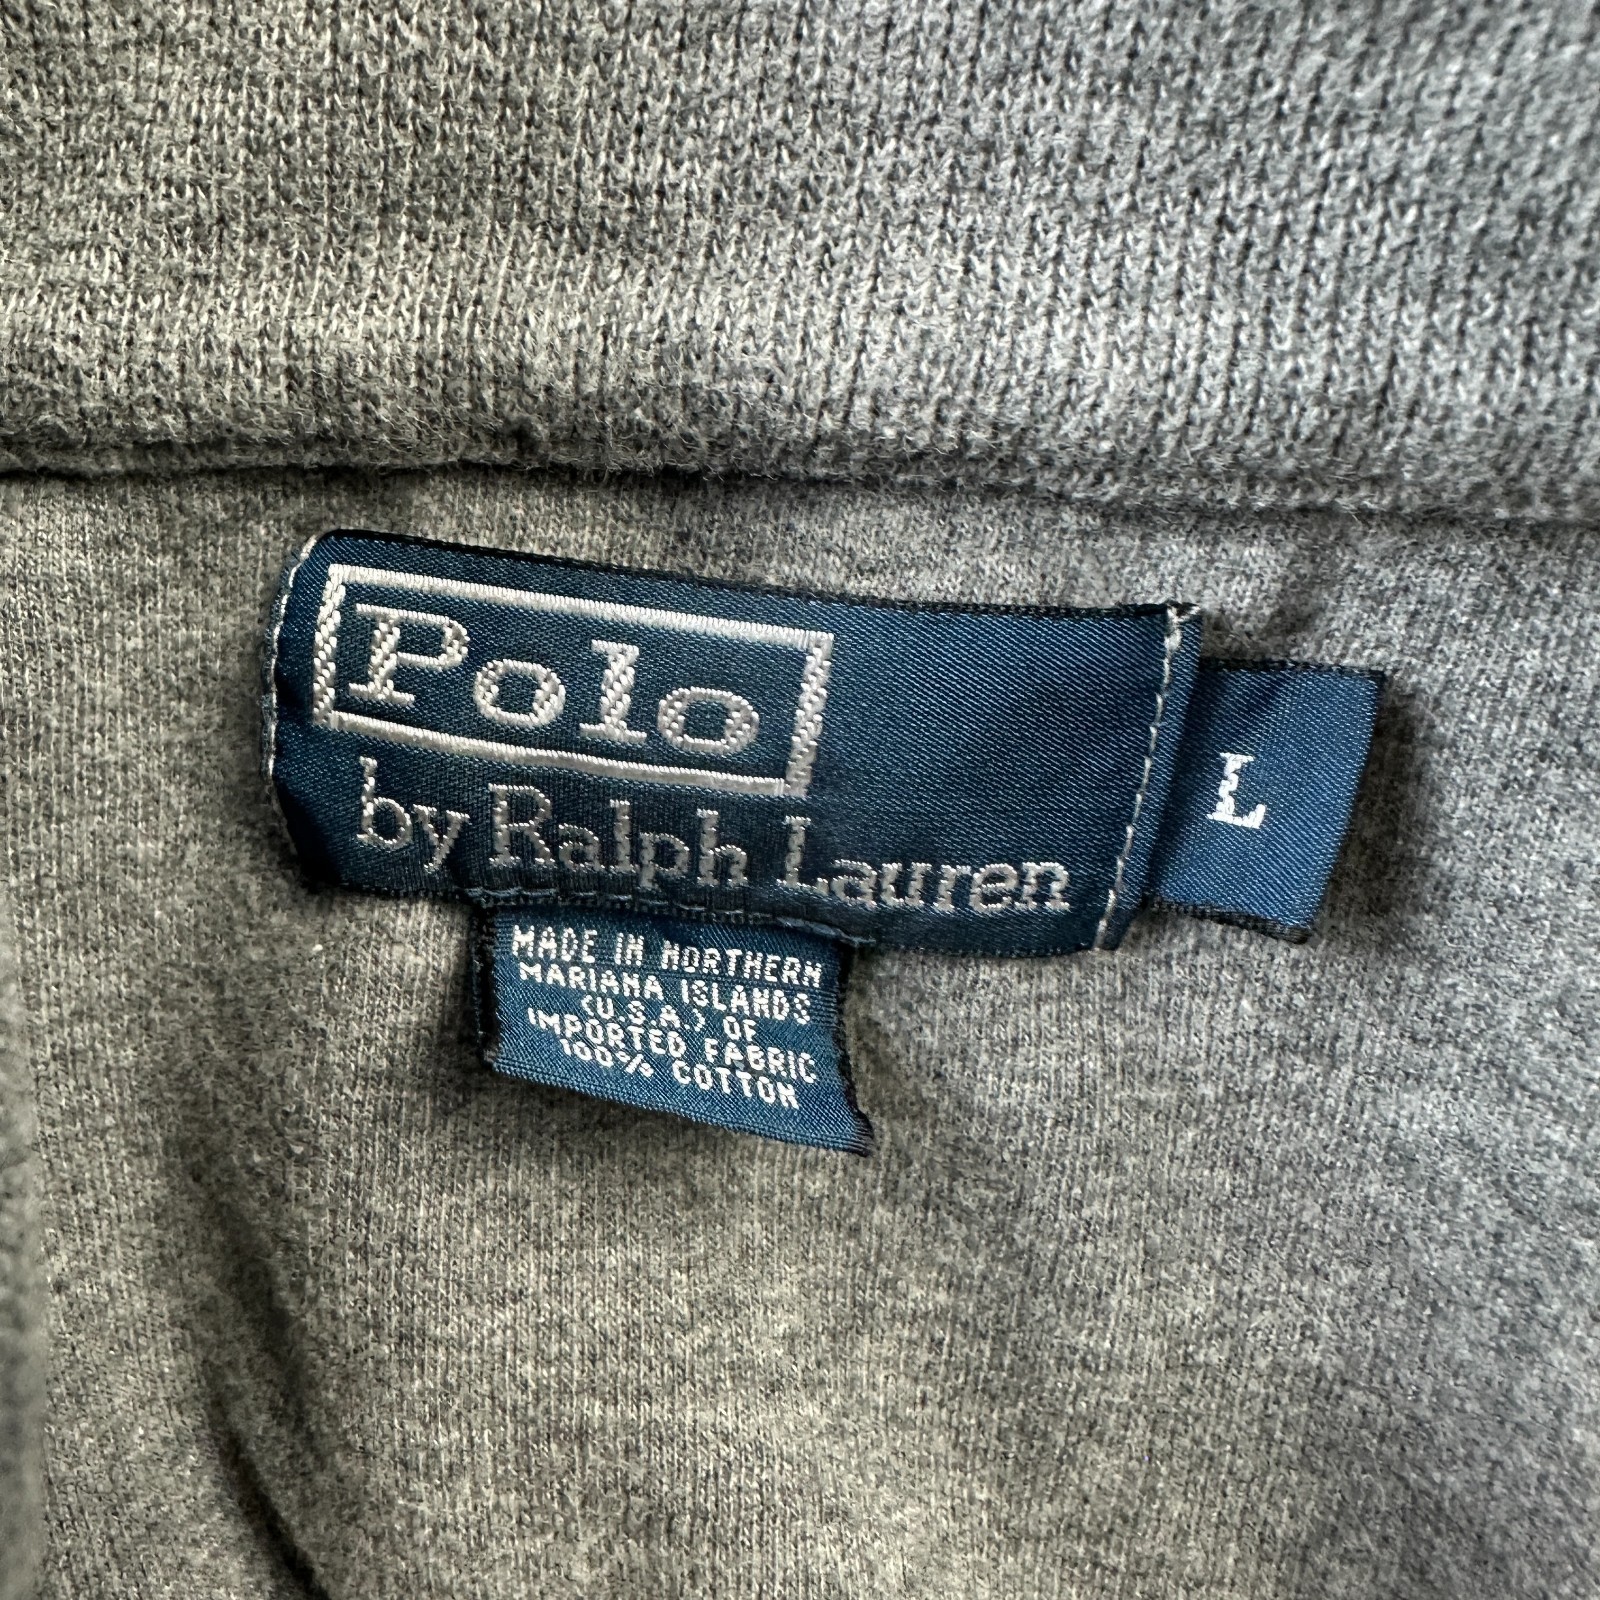 Polo
by Ralph Lauren
L
MADE IN NORTHERN
MARIANA ISLANDS
(U.S.A.) OF
IMPORTED FABRIC
100% COTTON